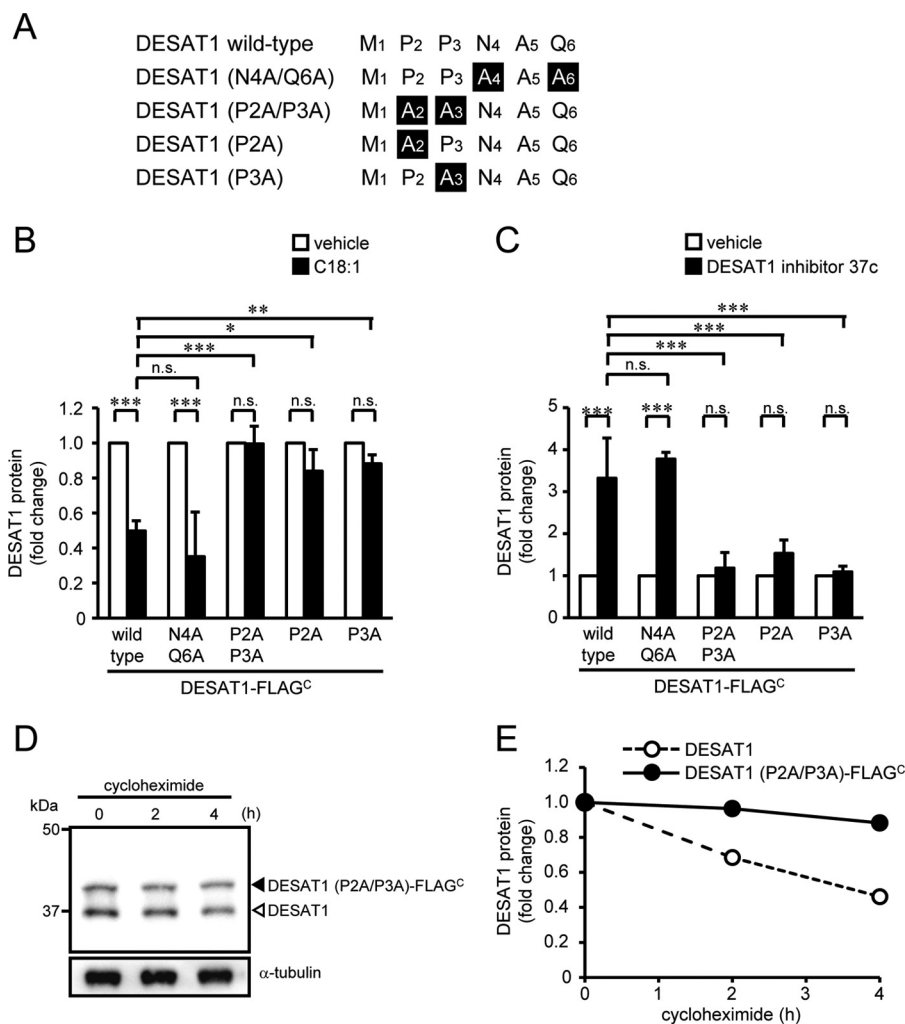 A
DESAT1 wild-type M1 P2 P3 N4 A5 Q6
DESAT1 (N4A/Q6A) M1 P2 P3 A4 A5 A6
DESAT1 (P2A/P3A) M1 A2 A3 N4 A5 Q6
DESAT1 (P2A) M1 A2 P3 N4 A5 Q6
DESAT1 (P3A) M1 P2 A3 N4 A5 Q6
B
vehicle
C18:1
**
*
***
n.s.
*** *** n.s. n.s. n.s.
1.2
1.0
0.8
0.6
0.4
0.2
0
DESAT1 protein
(fold change)
wild N4A P2A P2A P3A
type Q6A P3A
DESAT1-FLAGC
C
vehicle
DESAT1 inhibitor 37c
***
***
***
n.s.
*** *** n.s. n.s. n.s.
5
4
3
2
1
0
DESAT1 protein
(fold change)
wild N4A P2A P2A P3A
type Q6A P3A
DESAT1-FLAGC
D
cycloheximide
kDa 0 2 4 (h)
50
DESAT1 (P2A/P3A)-FLAGC
37 DESAT1
α-tubulin
E
DESAT1
DESAT1 (P2A/P3A)-FLAGC
1.2
1.0
0.8
0.6
0.4
0.2
0
DESAT1 protein
(fold change)
0 1 2 3 4
cycloheximide (h)